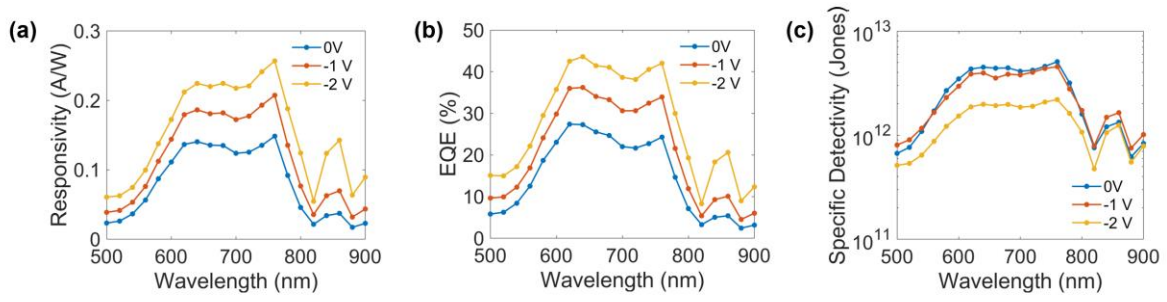 (a)
Responsivity (A/W)
0.3
0.2
0.1
0
0V
-1 V
-2 V
500 600 700 800 900
Wavelength (nm)
(b)
EQE (%)
50
40
30
20
10
0
0V
-1 V
-2 V
500 600 700 800 900
Wavelength (nm)
(c)
Specific Detectivity (Jones)
10^13
10^12
10^11
0V
-1 V
-2 V
500 600 700 800 900
Wavelength (nm)